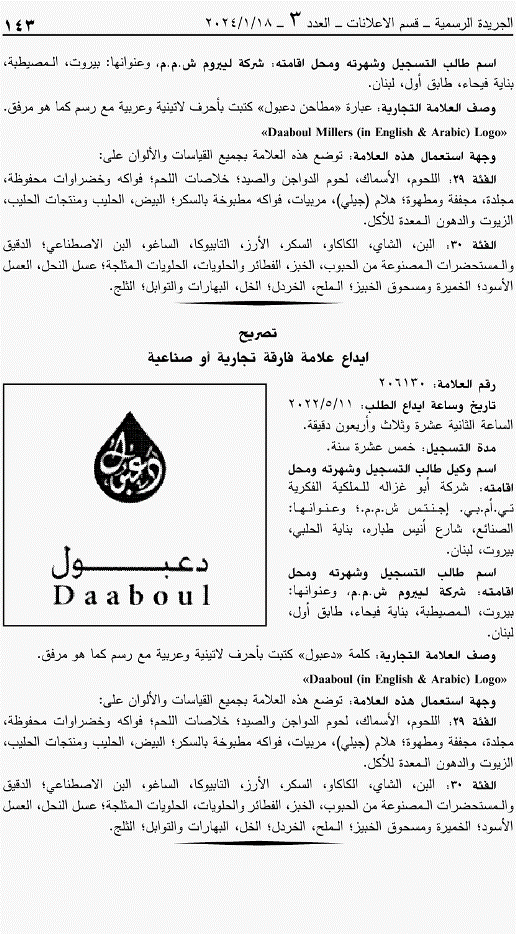 الجريدة الرسمية ــ قسم الاعلانات ــ العدد ٣ ــ ٢٠٢٤/١/١٨
١٤٣
اسم طالب التسجيل وشهرته ومحل اقامته: شركة ليبروم ش.م.م، وعنوانها: بيروت، المصيطبة،
بناية فيحاء، طابق أول، لبنان.
وصف العلامة التجارية: عبارة «مطاحن دعبول» كتبت بأحرف لاتينية وعربية مع رسم كما هو مرفق.
«Daaboul Millers (in English & Arabic) Logo»
وجهة استعمال هذه العلامة: توضع هذه العلامة بجميع القياسات والألوان على:
الفئة ٢٩: اللحوم، الأسماك، لحوم الدواجن والصيد؛ خلاصات اللحم؛ فواكه وخضراوات محفوظة،
مجلدة، مجففة ومطهوة؛ هلام (جيلي)، مربيات، فواكه مطبوخة بالسكر؛ البيض، الحليب ومنتجات الحليب،
الزيوت والدهون المعدة للأكل.
الفئة ٣٠: البن، الشاي، الكاكاو، السكر، الأرز، التابيوكا، الساغو، البن الاصطناعي؛ الدقيق
والمستحضرات المصنوعة من الحبوب، الخبز، الفطائر والحلويات، الحلويات المثلجة؛ عسل النحل، العسل
الأسود؛ الخميرة ومسحوق الخبيز؛ الملح، الخردل؛ الخل، البهارات والتوابل؛ الثلج.
تصريح
ايداع علامة فارقة تجارية أو صناعية
رقم العلامة: ٢٠٦١٣٠
تاريخ وساعة ايداع الطلب: ٢٠٢٢/٥/١١
الساعة الثانية عشرة وثلاث وأربعون دقيقة.
مدة التسجيل: خمس عشرة سنة.
اسم وكيل طالب التسجيل وشهرته ومحل
اقامته: شركة أبو غزاله للملكية الفكرية
تي.أم.بي. إجنتس ش.م.م.؛ وعنوانها:
الصنائع، شارع أنيس طباره، بناية الحلبي،
بيروت، لبنان.
اسم طالب التسجيل وشهرته ومحل
اقامته: شركة ليبروم ش.م.م، وعنوانها:
بيروت، المصيطبة، بناية فيحاء، طابق أول،
لبنان.
دعبول
دعبول
Daaboul
وصف العلامة التجارية: كلمة «دعبول» كتبت بأحرف لاتينية وعربية مع رسم كما هو مرفق.
«Daaboul (in English & Arabic) Logo»
وجهة استعمال هذه العلامة: توضع هذه العلامة بجميع القياسات والألوان على:
الفئة ٢٩: اللحوم، الأسماك، لحوم الدواجن والصيد؛ خلاصات اللحم؛ فواكه وخضراوات محفوظة،
مجلدة، مجففة ومطهوة؛ هلام (جيلي)، مربيات، فواكه مطبوخة بالسكر؛ البيض، الحليب ومنتجات الحليب،
الزيوت والدهون المعدة للأكل.
الفئة ٣٠: البن، الشاي، الكاكاو، السكر، الأرز، التابيوكا، الساغو، البن الاصطناعي؛ الدقيق
والمستحضرات المصنوعة من الحبوب، الخبز، الفطائر والحلويات، الحلويات المثلجة؛ عسل النحل، العسل
الأسود؛ الخميرة ومسحوق الخبيز؛ الملح، الخردل؛ الخل، البهارات والتوابل؛ الثلج.